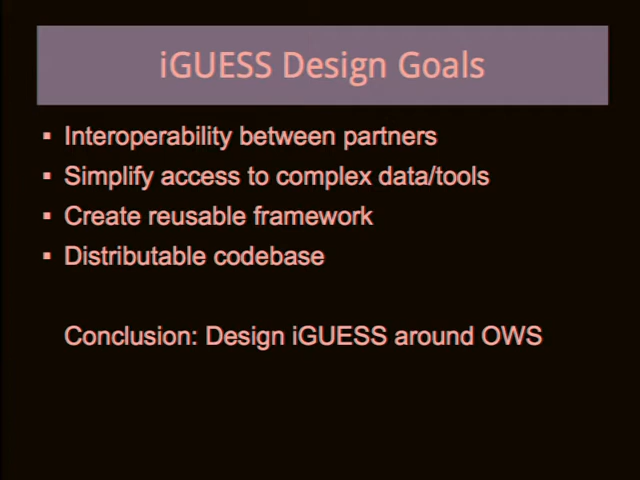 iGUESS Design Goals
▪ Interoperability between partners
▪ Simplify access to complex data/tools
▪ Create reusable framework
▪ Distributable codebase
Conclusion: Design iGUESS around OWS